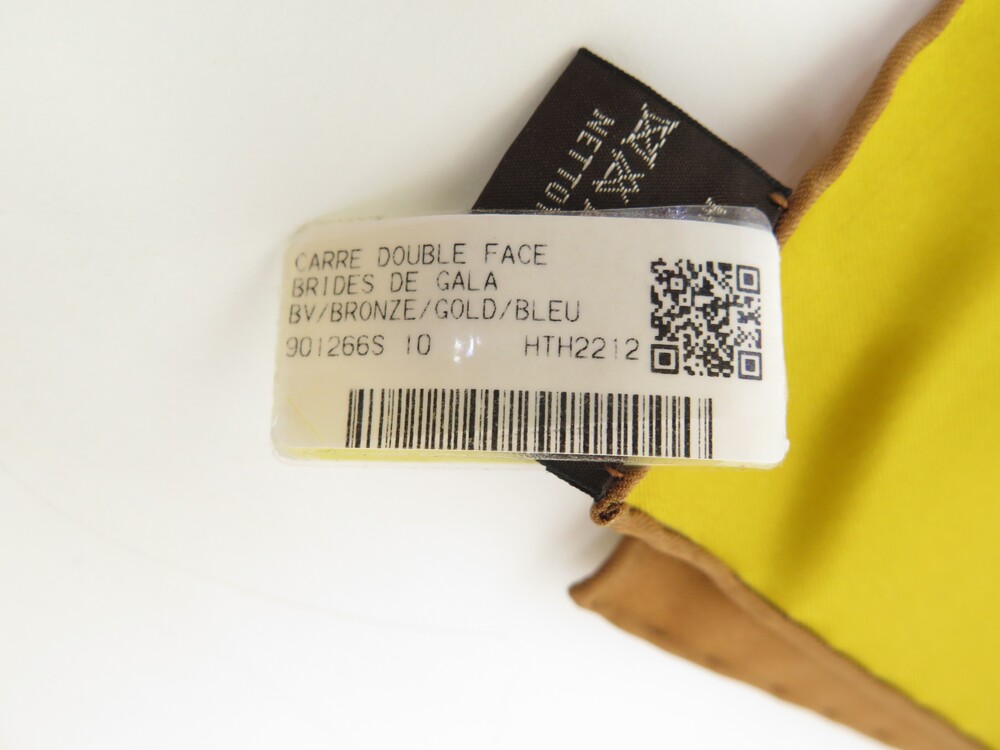 CARRE DOUBLE FACE
BRIDES DE GALA
BV/BRONZE/GOLD/BLEU
901266S 10 HTH2212